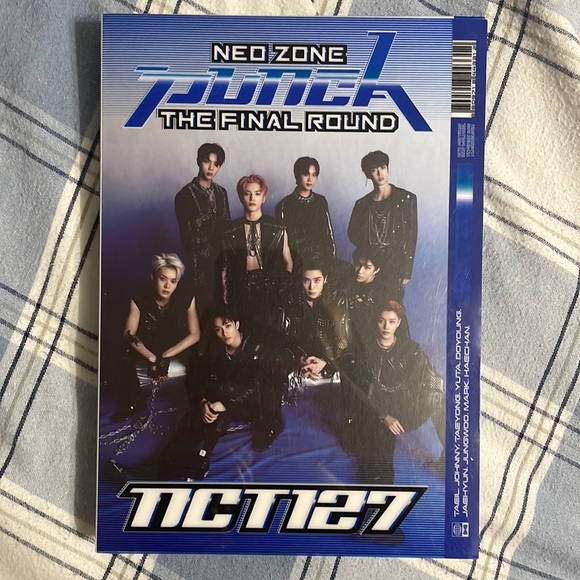 NEO ZONE
PUNCH
THE FINAL ROUND
NCT127
TAEIL. JOHNNY. TAEYONG. YUTA. DOYOUNG.
JAEHYUN. JUNGWOO. MARK. HAECHAN.